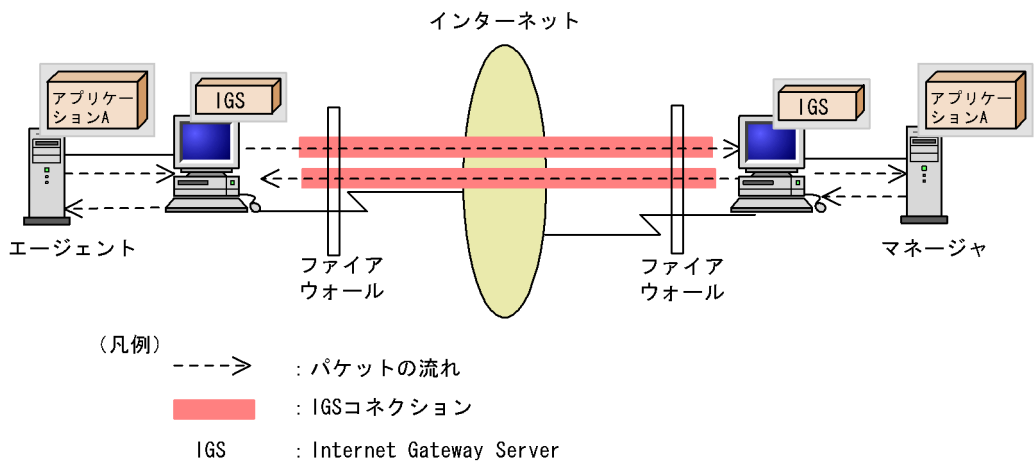 インターネット
アプリケー
ションA
IGS
IGS
アプリケー
ションA
エージェント
ファイア
ウォール
ファイア
ウォール
マネージャ
(凡例)
:パケットの流れ
:IGSコネクション
IGS :Internet Gateway Server